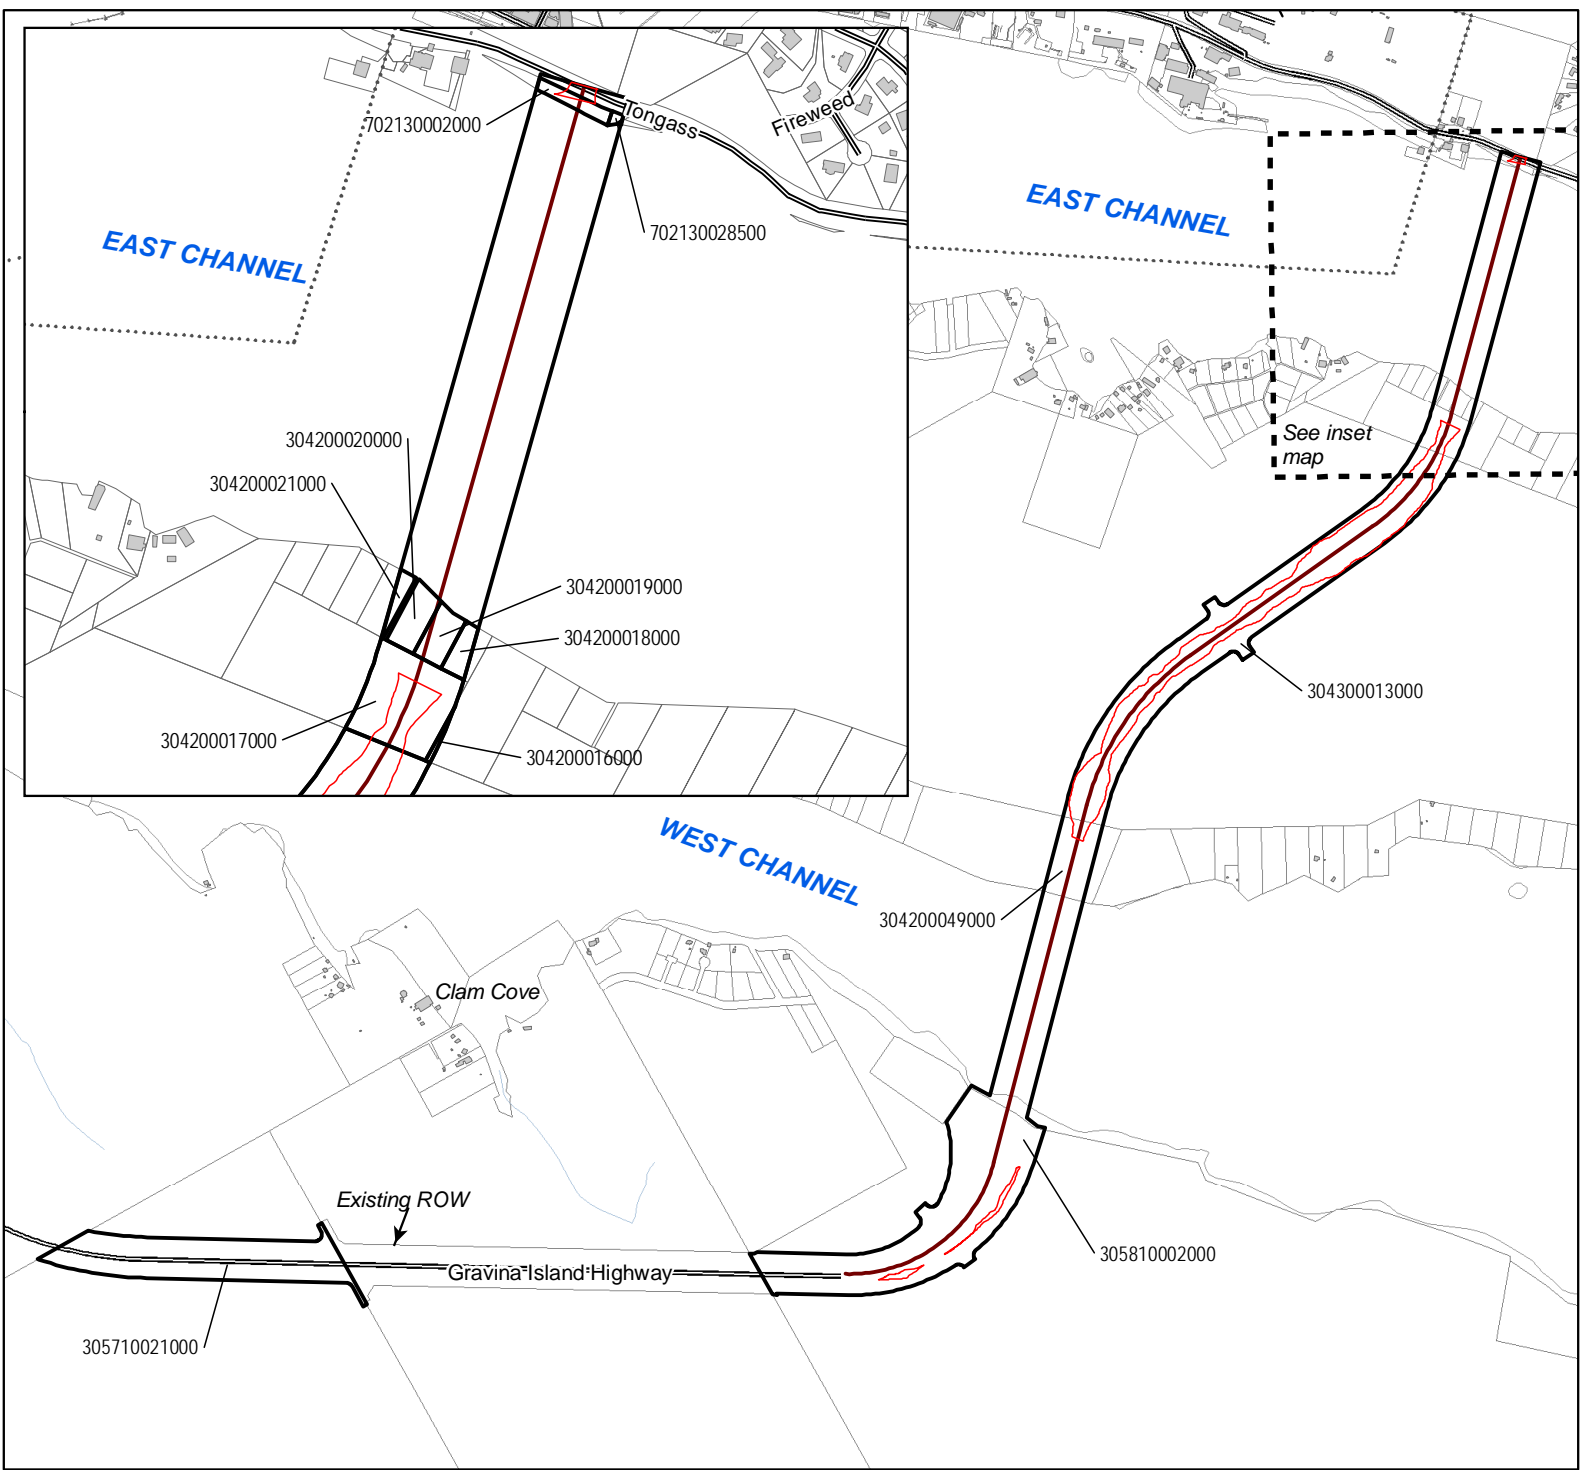 702130002000
Tongass
Fireweed
702130028500
EAST CHANNEL
304200020000
304200021000
304200019000
304200018000
304200017000
304200016000
EAST CHANNEL
See inset
map
304300013000
WEST CHANNEL
304200049000
Clam Cove
Existing ROW
Gravina Island Highway
305810002000
305710021000